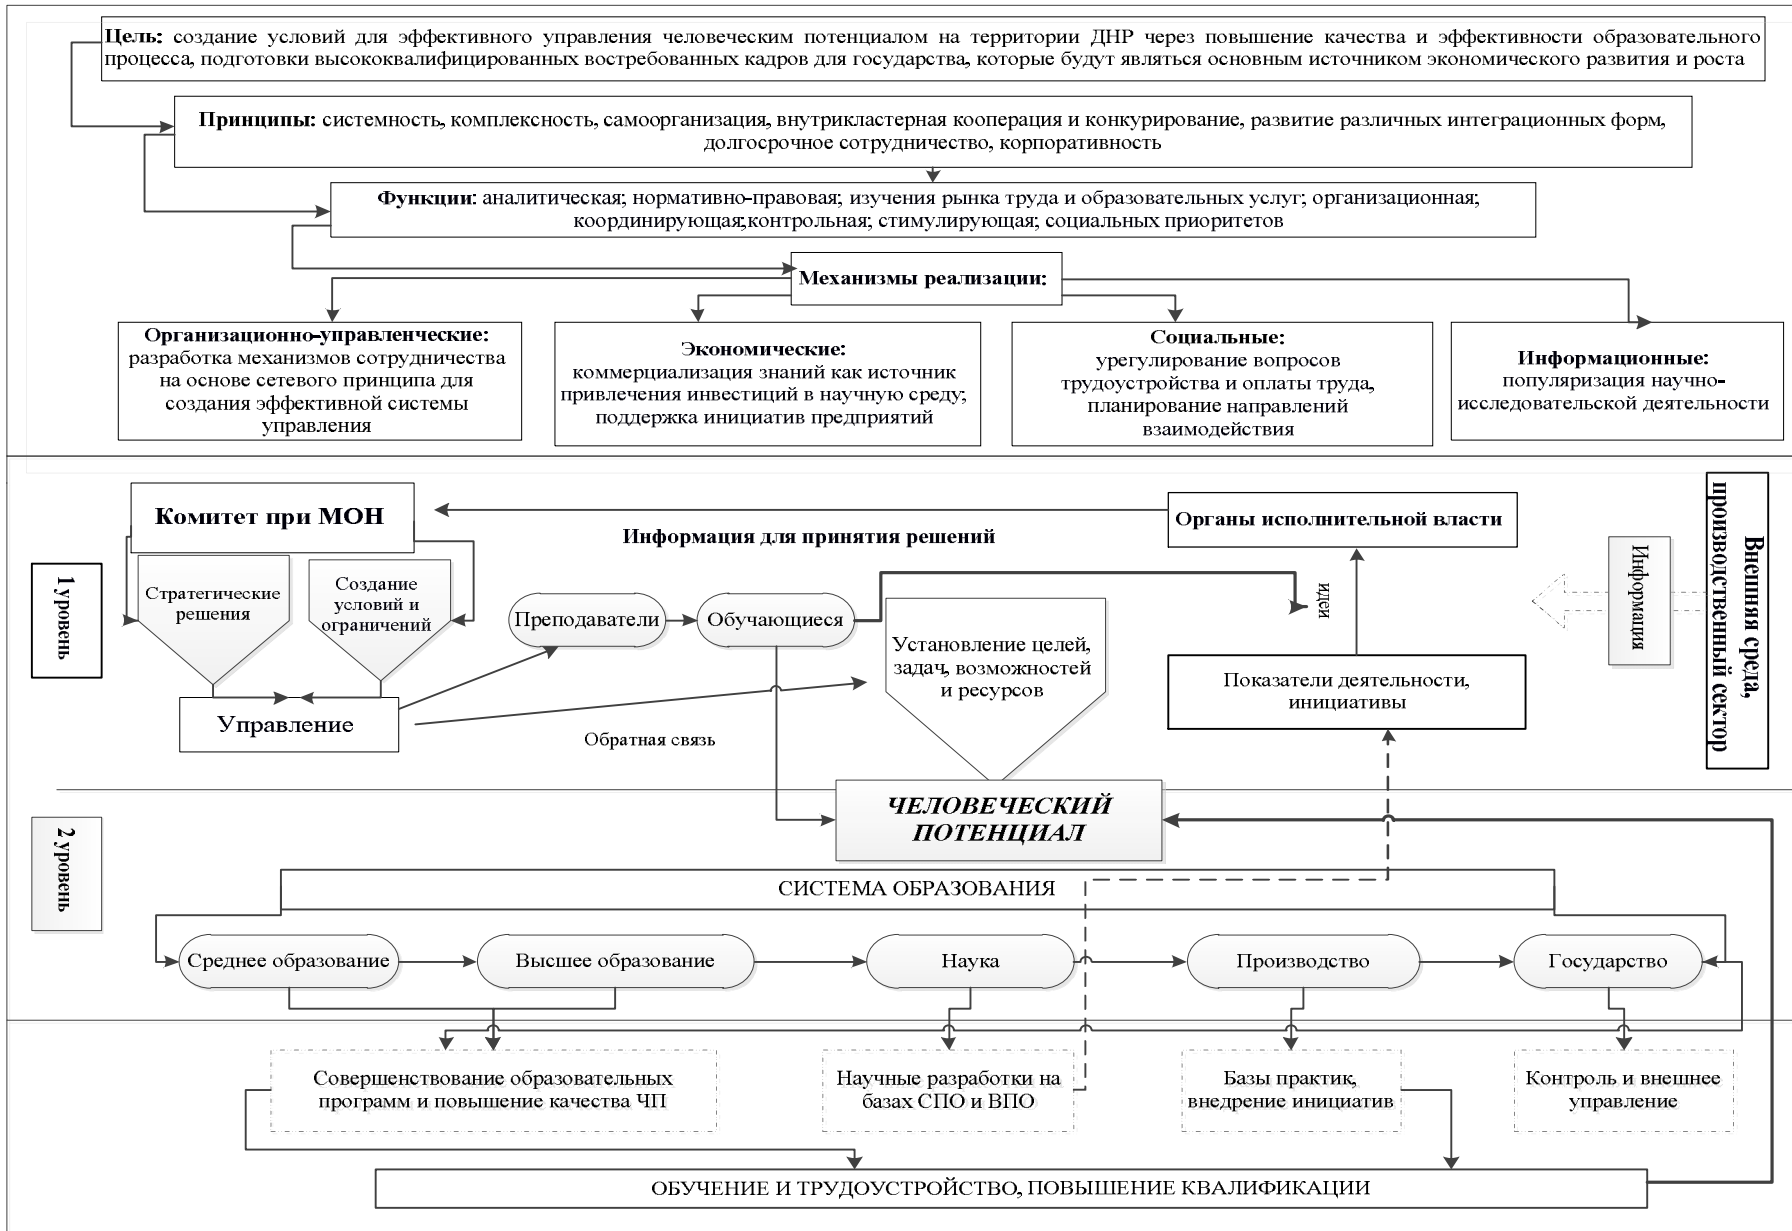 Цель: создание условий для эффективного управления человеческим потенциалом на территории ДНР через повышение качества и эффективности образовательного
процесса, подготовки высококвалифицированных востребованных кадров для государства, которые будут являться основным источником экономического развития и роста
Принципы: системность, комплексность, самоорганизация, внутрикластерная кооперация и конкурирование, развитие различных интеграционных форм,
долгосрочное сотрудничество, корпоративность
Функции: аналитическая; нормативно-правовая; изучения рынка труда и образовательных услуг; организационная;
координирующая;контрольная; стимулирующая; социальных приоритетов
Механизмы реализации:
Организационно-управленческие:
разработка механизмов сотрудничества
на основе сетевого принципа для
создания эффективной системы
управления
Экономические:
коммерциализация знаний как источник
привлечения инвестиций в научную среду;
поддержка инициатив предприятий
Социальные:
урегулирование вопросов
трудоустройства и оплаты труда,
планирование направлений
взаимодействия
Информационные:
популяризация научно-
исследовательской деятельности
1 уровень
Комитет при МОН
Стратегические
решения
Создание
условий и
ограничений
Управление
Информация для принятия решений
Преподаватели
Обучающиеся
Обратная связь
Установление целей,
задач, возможностей
и ресурсов
идеи
Органы исполнительной власти
Показатели деятельности,
инициативы
Информация
Внешняя среда,
производственный сектор
2 уровень
ЧЕЛОВЕЧЕСКИЙ
ПОТЕНЦИАЛ
СИСТЕМА ОБРАЗОВАНИЯ
Среднее образование
Высшее образование
Наука
Производство
Государство
Совершенствование образовательных
программ и повышение качества ЧП
Научные разработки на
базах СПО и ВПО
Базы практик,
внедрение инициатив
Контроль и внешнее
управление
ОБУЧЕНИЕ И ТРУДОУСТРОЙСТВО, ПОВЫШЕНИЕ КВАЛИФИКАЦИИ